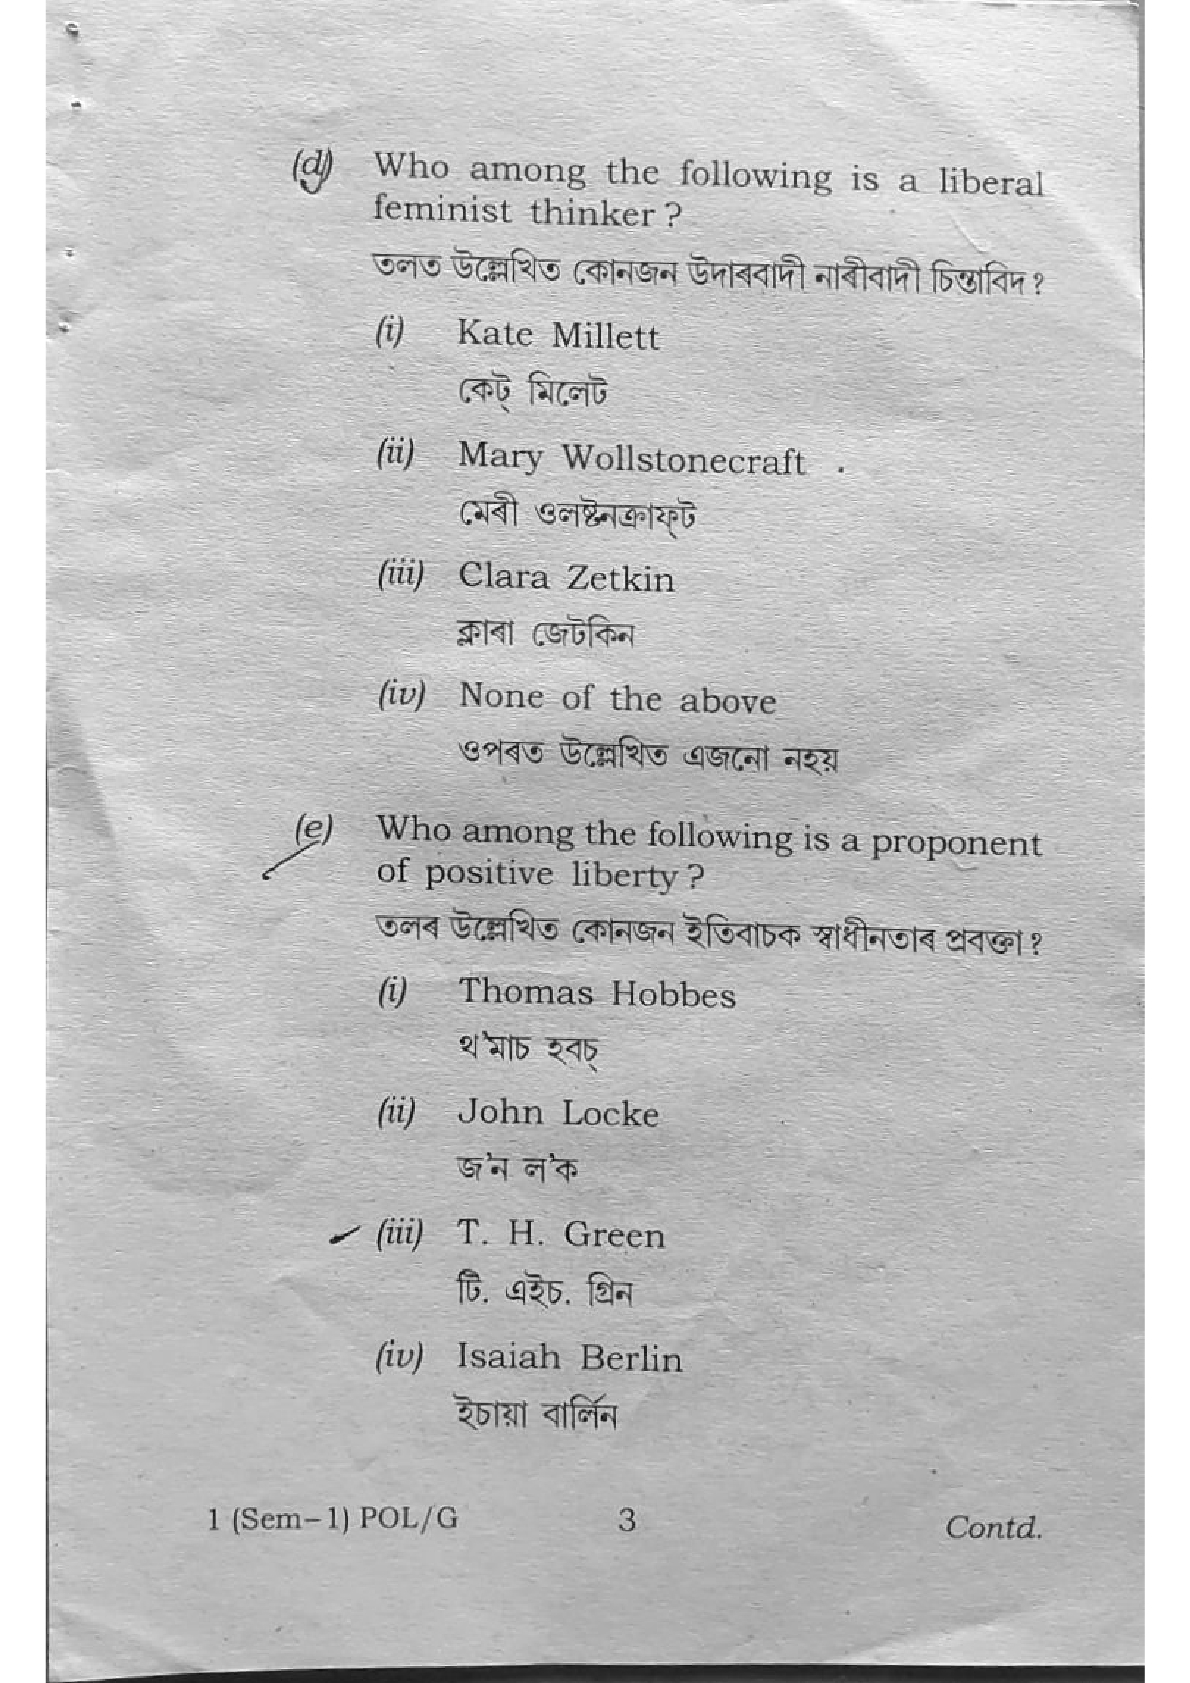 (d) Who among the following is a liberal
feminist thinker?
তলত উল্লেখিত কোনজন উদাৰবাদী নাৰীবাদী চিন্তাবিদ?
(i) Kate Millett
কেট্ মিলেট
(ii) Mary Wollstonecraft
মেৰী ওলষ্টনক্ৰাফ্ট
(iii) Clara Zetkin
ক্লাৰা জেটকিন
(iv) None of the above
ওপৰত উল্লেখিত এজনো নহয়
(e) Who among the following is a proponent
of positive liberty?
তলৰ উল্লেখিত কোনজন ইতিবাচক স্বাধীনতাৰ প্ৰবক্তা?
(i) Thomas Hobbes
থ'মাচ হবচ্
(ii) John Locke
জ'ন ল'ক
(iii) T. H. Green
টি. এইচ. গ্ৰিন
(iv) Isaiah Berlin
ইচায়া বাৰ্লিন
1 (Sem-1) POL/G 3 Contd.